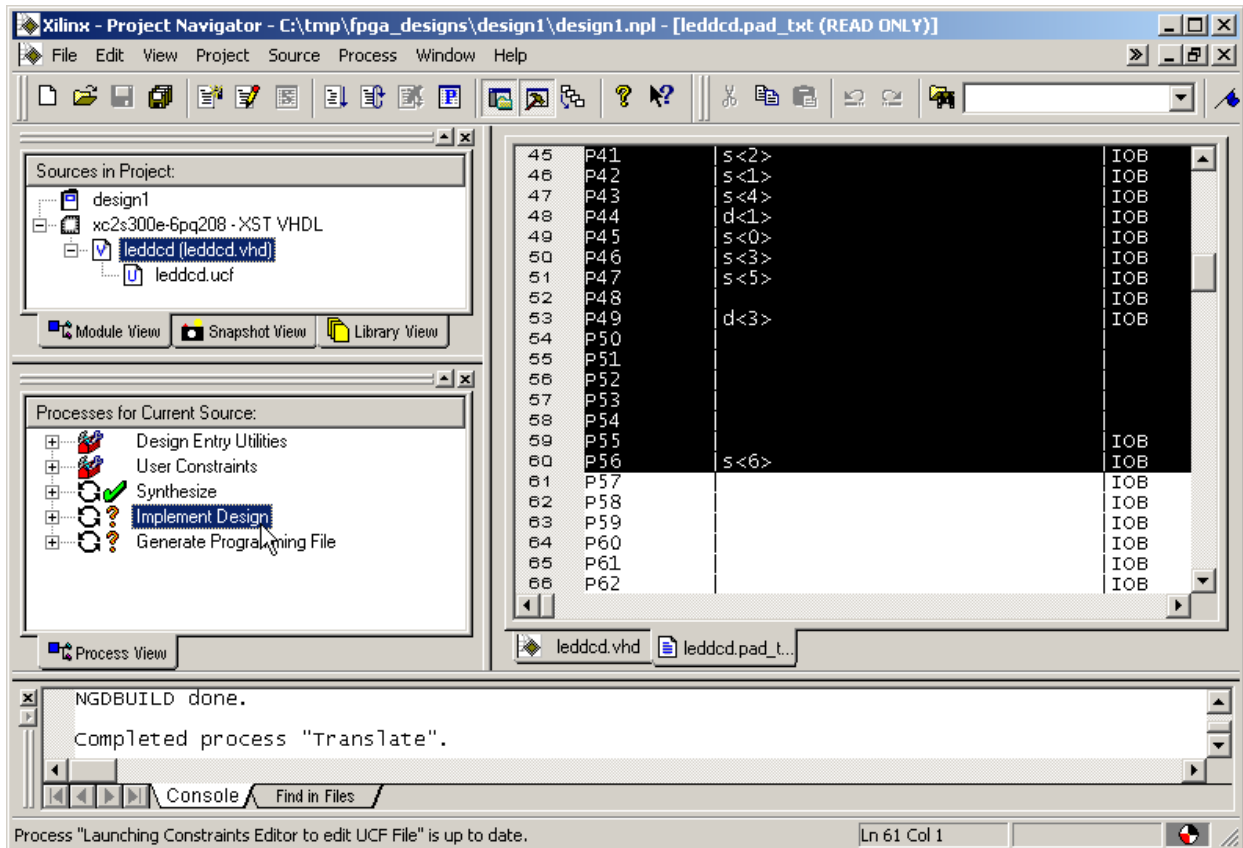 Xilinx - Project Navigator - C:\tmp\fpga_designs\design1\design1.npl - [leddcd.pad_txt (READ ONLY)]
File Edit View Project Source Process Window Help
Sources in Project:
design1
xc2s300e-6pq208 - XST VHDL
leddcd (leddcd.vhd)
leddcd.ucf
Module View Snapshot View Library View
Processes for Current Source:
Design Entry Utilities
User Constraints
Synthesize
Implement Design
Generate Programming File
Process View
45 P41 |s<2> |IOB
46 P42 |s<1> |IOB
47 P43 |s<4> |IOB
48 P44 |d<1> |IOB
49 P45 |s<0> |IOB
50 P46 |s<3> |IOB
51 P47 |s<5> |IOB
52 P48 | |IOB
53 P49 |d<3> |IOB
54 P50 | |
55 P51 | |
56 P52 | |
57 P53 | |
58 P54 | |
59 P55 | |IOB
60 P56 |s<6> |IOB
61 P57 | |IOB
62 P58 | |IOB
63 P59 | |IOB
64 P60 | |IOB
65 P61 | |IOB
66 P62 | |IOB
leddcd.vhd leddcd.pad_t...
NGDBUILD done.
Completed process "Translate".
Console Find in Files
Process "Launching Constraints Editor to edit UCF File" is up to date. Ln 61 Col 1